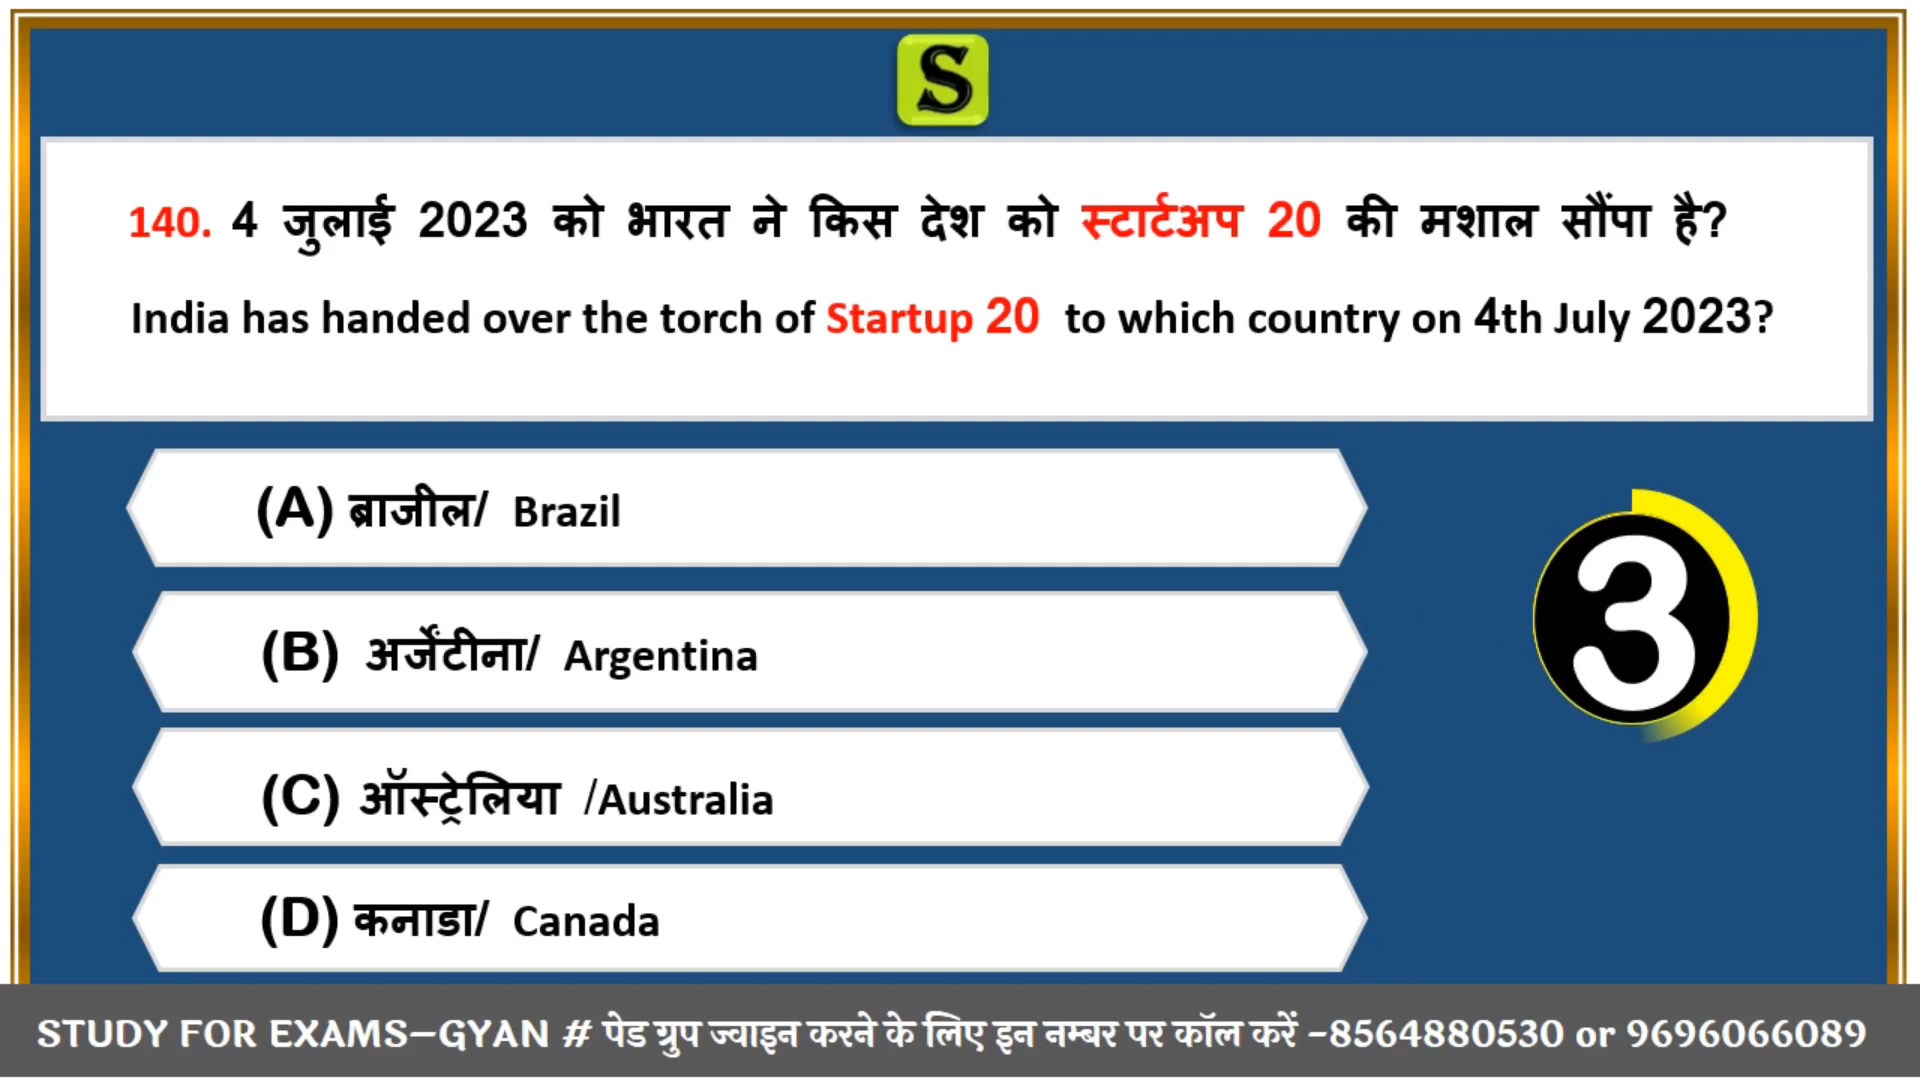 S
140. 4 जुलाई 2023 को भारत ने किस देश को स्टार्टअप 20 की मशाल सौंपा है?
India has handed over the torch of Startup 20 to which country on 4th July 2023?
(A) ब्राजील/ Brazil
3
(B) अर्जेंटीना/ Argentina
(C) ऑस्ट्रेलिया /Australia
(D) कनाडा/ Canada
STUDY FOR EXAMS–GYAN # पेड ग्रुप ज्वाइन करने के लिए इन नम्बर पर कॉल करें -8564880530 or 9696066089